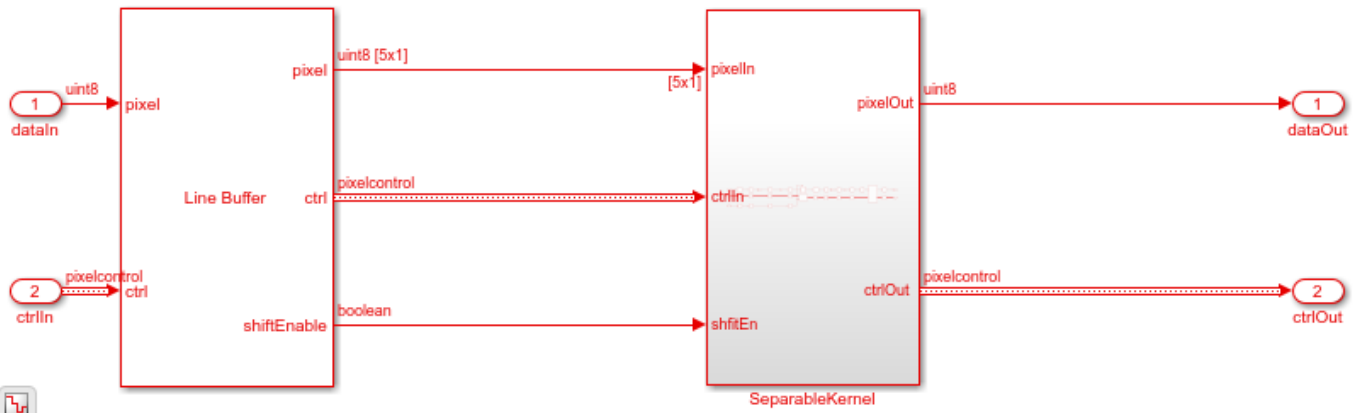 uint8 [5x1]
pixel
pixelIn
[5x1]
uint8
1
dataIn
pixel
pixelOut
uint8
1
dataOut
Line Buffer
pixelcontrol
ctrl
ctrlIn
pixelcontrol
2
ctrlIn
ctrl
boolean
shiftEnable
shfitEn
ctrlOut
pixelcontrol
2
ctrlOut
SeparableKernel